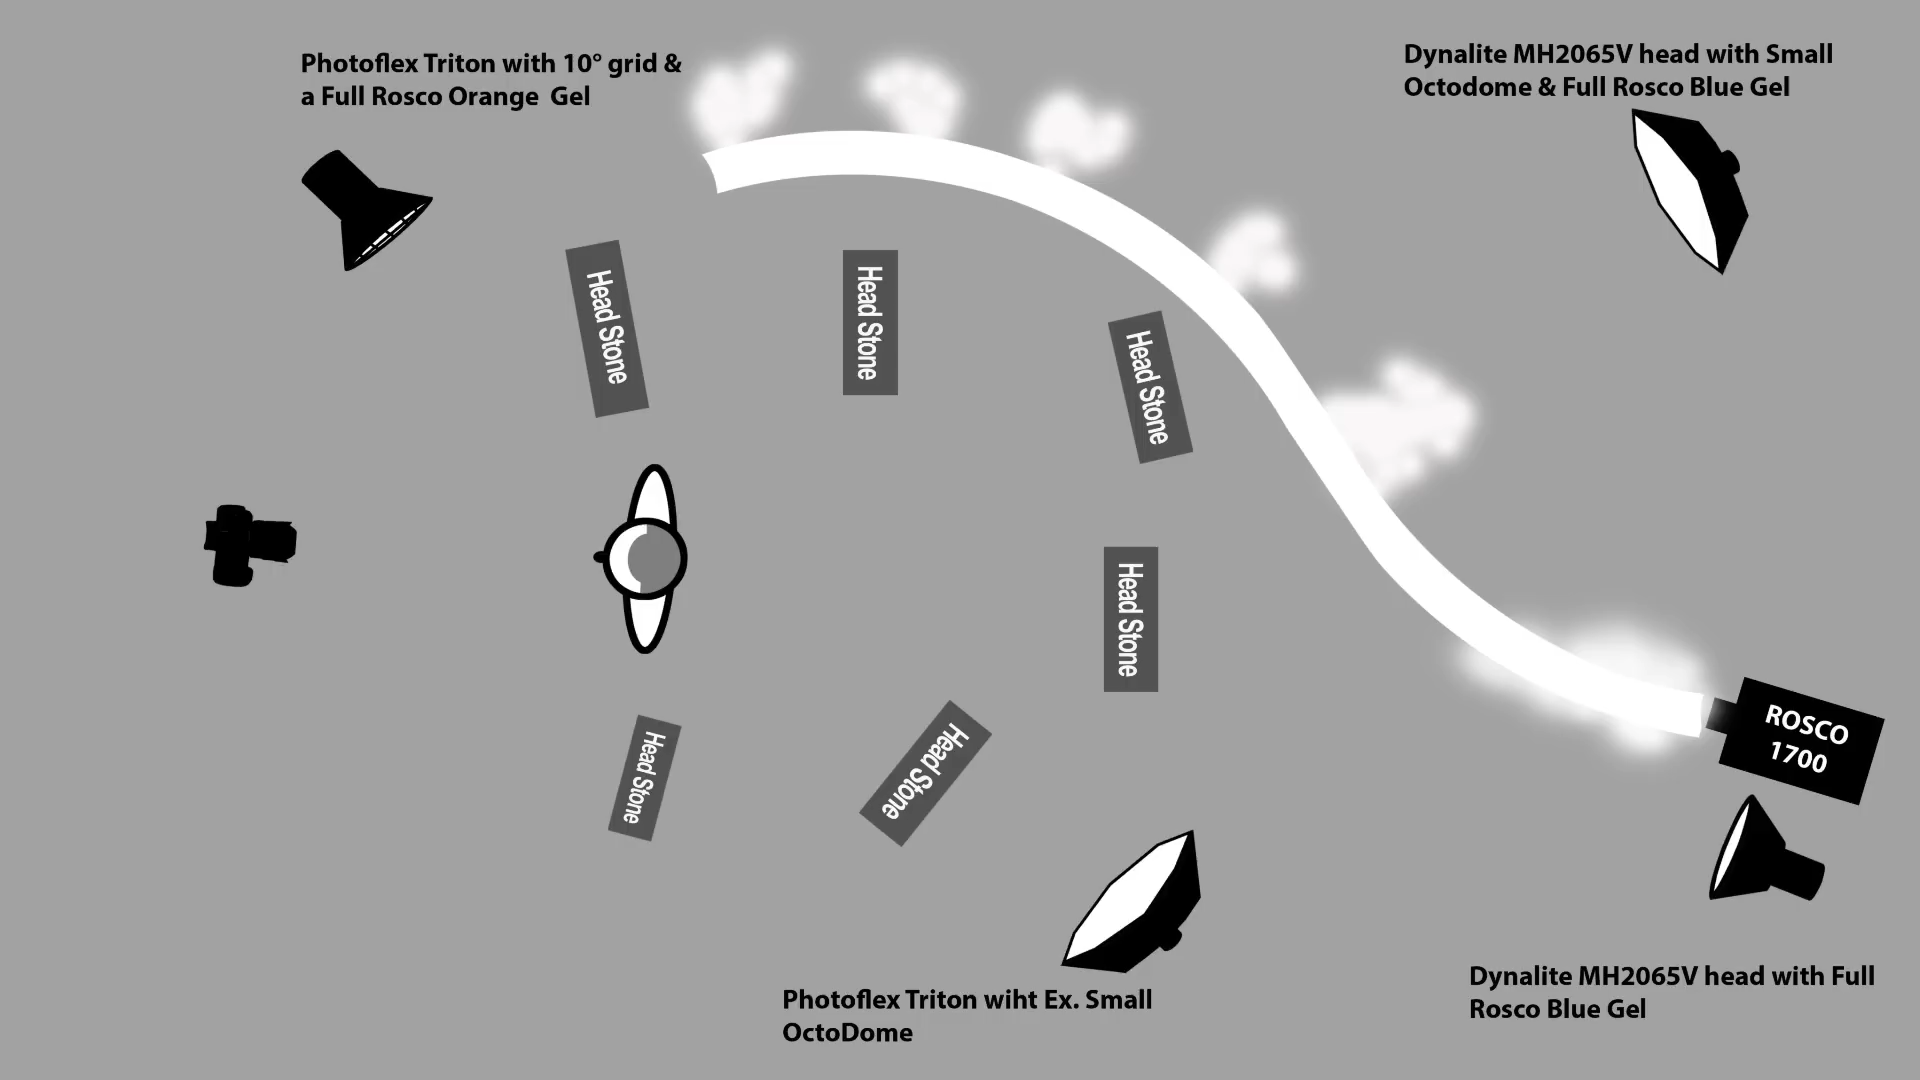 Photoflex Triton with 10° grid &
a Full Rosco Orange Gel
Dynalite MH2065V head with Small
Octodome & Full Rosco Blue Gel
Head Stone
Head Stone
Head Stone
Head Stone
Head Stone
Head Stone
ROSCO
1700
Photoflex Triton wiht Ex. Small
OctoDome
Dynalite MH2065V head with Full
Rosco Blue Gel